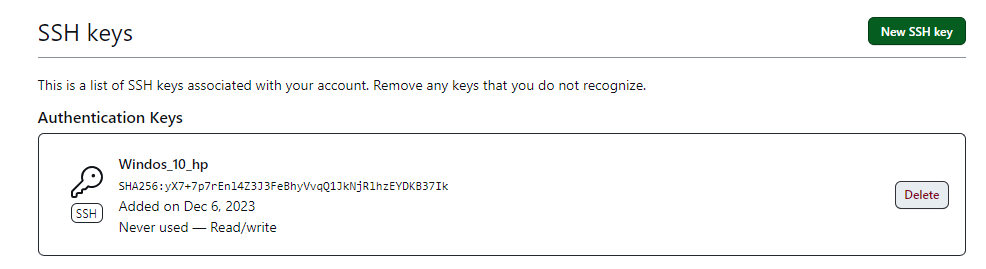 SSH keys
New SSH key
This is a list of SSH keys associated with your account. Remove any keys that you do not recognize.
Authentication Keys
Windos_10_hp
SHA256:yX7+7p7rEnl4Z3J3FeBhyVvqQ1JkNjRlhzEYDKB37Ik
SSH
Added on Dec 6, 2023
Never used — Read/write
Delete